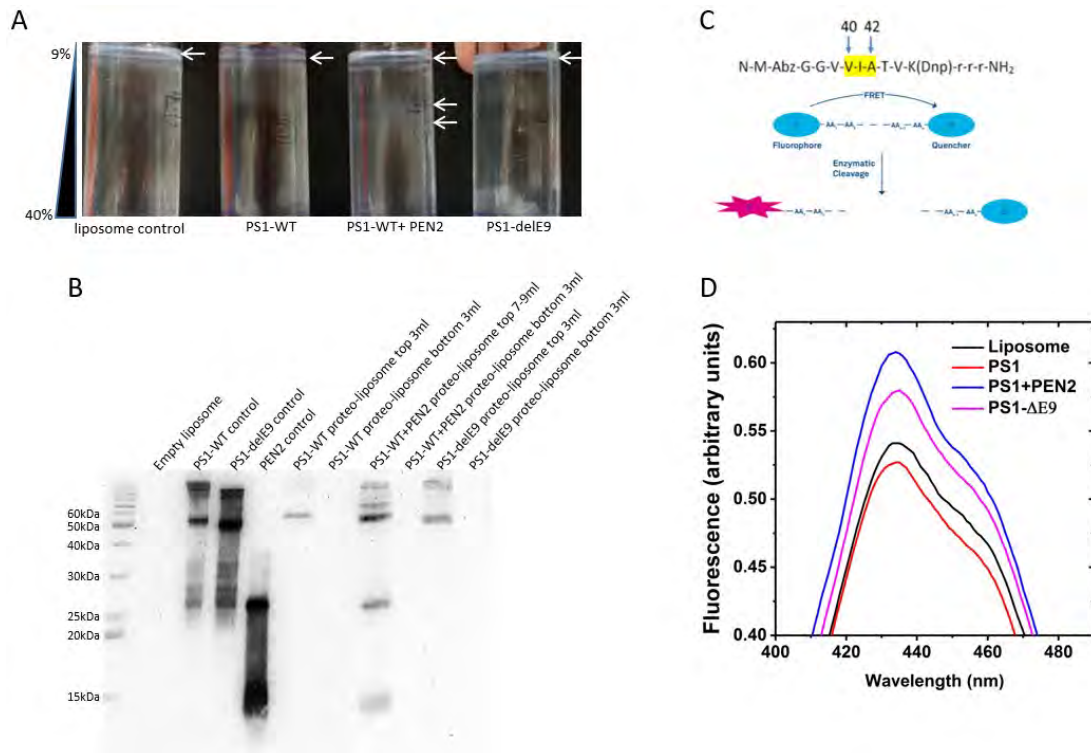 A
9%
40%
liposome control
PS1-WT
PS1-WT+ PEN2
PS1-delE9
B
Empty liposome
PS1-WT control
PS1-delE9 control
PEN2 control
PS1-WT proteo-liposome top 3ml
PS1-WT proteo-liposome bottom 3ml
PS1-WT+PEN2 proteo-liposome top 7-9ml
PS1-WT+PEN2 proteo-liposome bottom 3ml
PS1-delE9 proteo-liposome top 3ml
PS1-delE9 proteo-liposome bottom 3ml
60kDa
50kDa
40kDa
30kDa
25kDa
20kDa
15kDa
C
40 42
N-M-Abz-G-G-V-V-I-A-T-V-K(Dnp)-r-r-r-NH₂
FRET
Fluorophore
Quencher
Enzymatic
Cleavage
D
Fluorescence (arbitrary units)
0.60
0.55
0.50
0.45
0.40
Liposome
PS1
PS1+PEN2
PS1-ΔE9
400 420 440 460 480
Wavelength (nm)